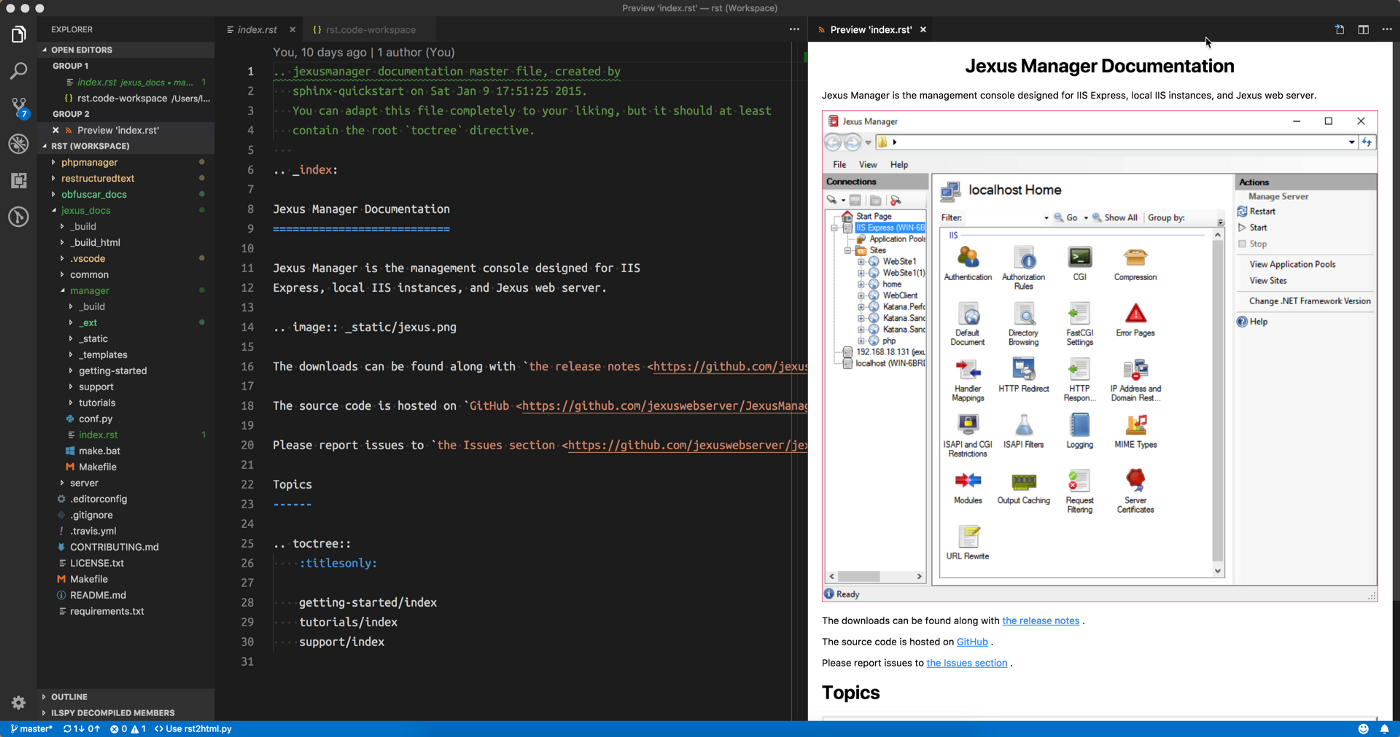 Preview 'index.rst' — rst (Workspace)
EXPLORER
OPEN EDITORS
GROUP 1
index.rst jexus_docs • ma... 1
{} rst.code-workspace /Users/l...
GROUP 2
Preview 'index.rst'
RST (WORKSPACE)
phpmanager
restructuredtext
obfuscar_docs
jexus_docs
_build
_build_html
.vscode
common
manager
_build
_ext
_static
_templates
getting-started
support
tutorials
conf.py
index.rst 1
make.bat
Makefile
server
.editorconfig
.gitignore
.travis.yml
CONTRIBUTING.md
LICENSE.txt
Makefile
README.md
requirements.txt
OUTLINE
ILSPY DECOMPILED MEMBERS
7
index.rst
{} rst.code-workspace
You, 10 days ago | 1 author (You)
1 .. jexusmanager documentation master file, created by
2 sphinx-quickstart on Sat Jan 9 17:51:25 2015.
3 You can adapt this file completely to your liking, but it should at least
4 contain the root `toctree` directive.
5
6 .. _index:
7
8 Jexus Manager Documentation
9 ===========================
10
11 Jexus Manager is the management console designed for IIS
12 Express, local IIS instances, and Jexus web server.
13
14 .. image:: _static/jexus.png
15
16 The downloads can be found along with `the release notes <https://github.com/jexus
17
18 The source code is hosted on `GitHub <https://github.com/jexuswebserver/JexusManag
19
20 Please report issues to `the Issues section <https://github.com/jexuswebserver/jex
21
22 Topics
23 ------
24
25 .. toctree::
26 :titlesonly:
27
28 getting-started/index
29 tutorials/index
30 support/index
31
Preview 'index.rst'
Jexus Manager Documentation
Jexus Manager is the management console designed for IIS Express, local IIS instances, and Jexus web server.
Jexus Manager
File View Help
Connections
Start Page
IIS Express (WIN-6B
Application Pools
Sites
WebSite1
WebSite1(1)
home
WebClient
Katana.Perfo
Katana.Sand
Katana.Sand
php
192.168.18.131 (jexu
localhost (WIN-6BRL
localhost Home
Filter: Go Show All Group by:
IIS
Authentication
Authorization Rules
CGI
Compression
Default Document
Directory Browsing
FastCGI Settings
Error Pages
Handler Mappings
HTTP Redirect
HTTP Respon...
IP Address and Domain Rest...
ISAPI and CGI Restrictions
ISAPI Filters
Logging
MIME Types
Modules
Output Caching
Request Filtering
Server Certificates
URL Rewrite
Actions
Manage Server
Restart
Start
Stop
View Application Pools
View Sites
Change .NET Framework Version
Help
Ready
The downloads can be found along with the release notes .
The source code is hosted on GitHub .
Please report issues to the Issues section .
Topics
master* 1↓ 0↑ 0 1 <> Use rst2html.py